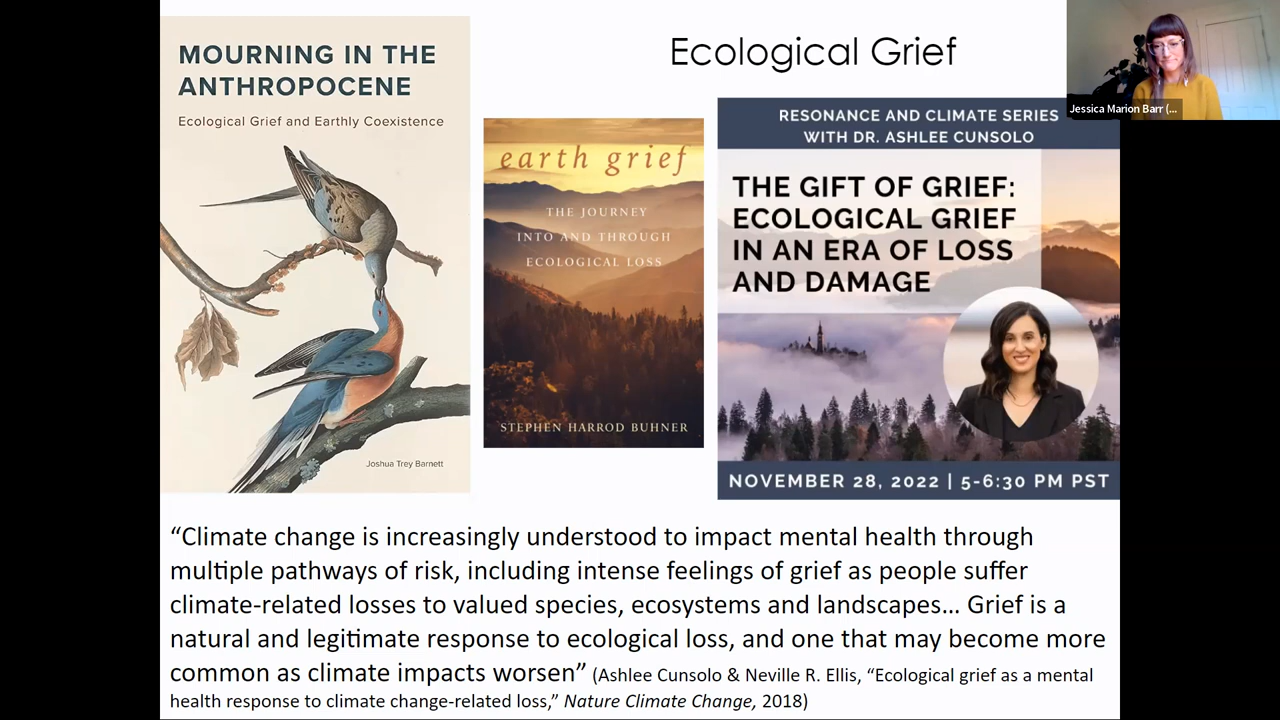 Ecological Grief
MOURNING IN THE
ANTHROPOCENE
Ecological Grief and Earthly Coexistence
Joshua Trey Barnett
earth grief
THE JOURNEY
INTO AND THROUGH
ECOLOGICAL LOSS
STEPHEN HARROD BUHNER
RESONANCE AND CLIMATE SERIES
WITH DR. ASHLEE CUNSOLO
THE GIFT OF GRIEF:
ECOLOGICAL GRIEF
IN AN ERA OF LOSS
AND DAMAGE
NOVEMBER 28, 2022 | 5-6:30 PM PST
Jessica Marion Barr (...
“Climate change is increasingly understood to impact mental health through
multiple pathways of risk, including intense feelings of grief as people suffer
climate-related losses to valued species, ecosystems and landscapes... Grief is a
natural and legitimate response to ecological loss, and one that may become more
common as climate impacts worsen” (Ashlee Cunsolo & Neville R. Ellis, “Ecological grief as a mental
health response to climate change-related loss,” Nature Climate Change, 2018)